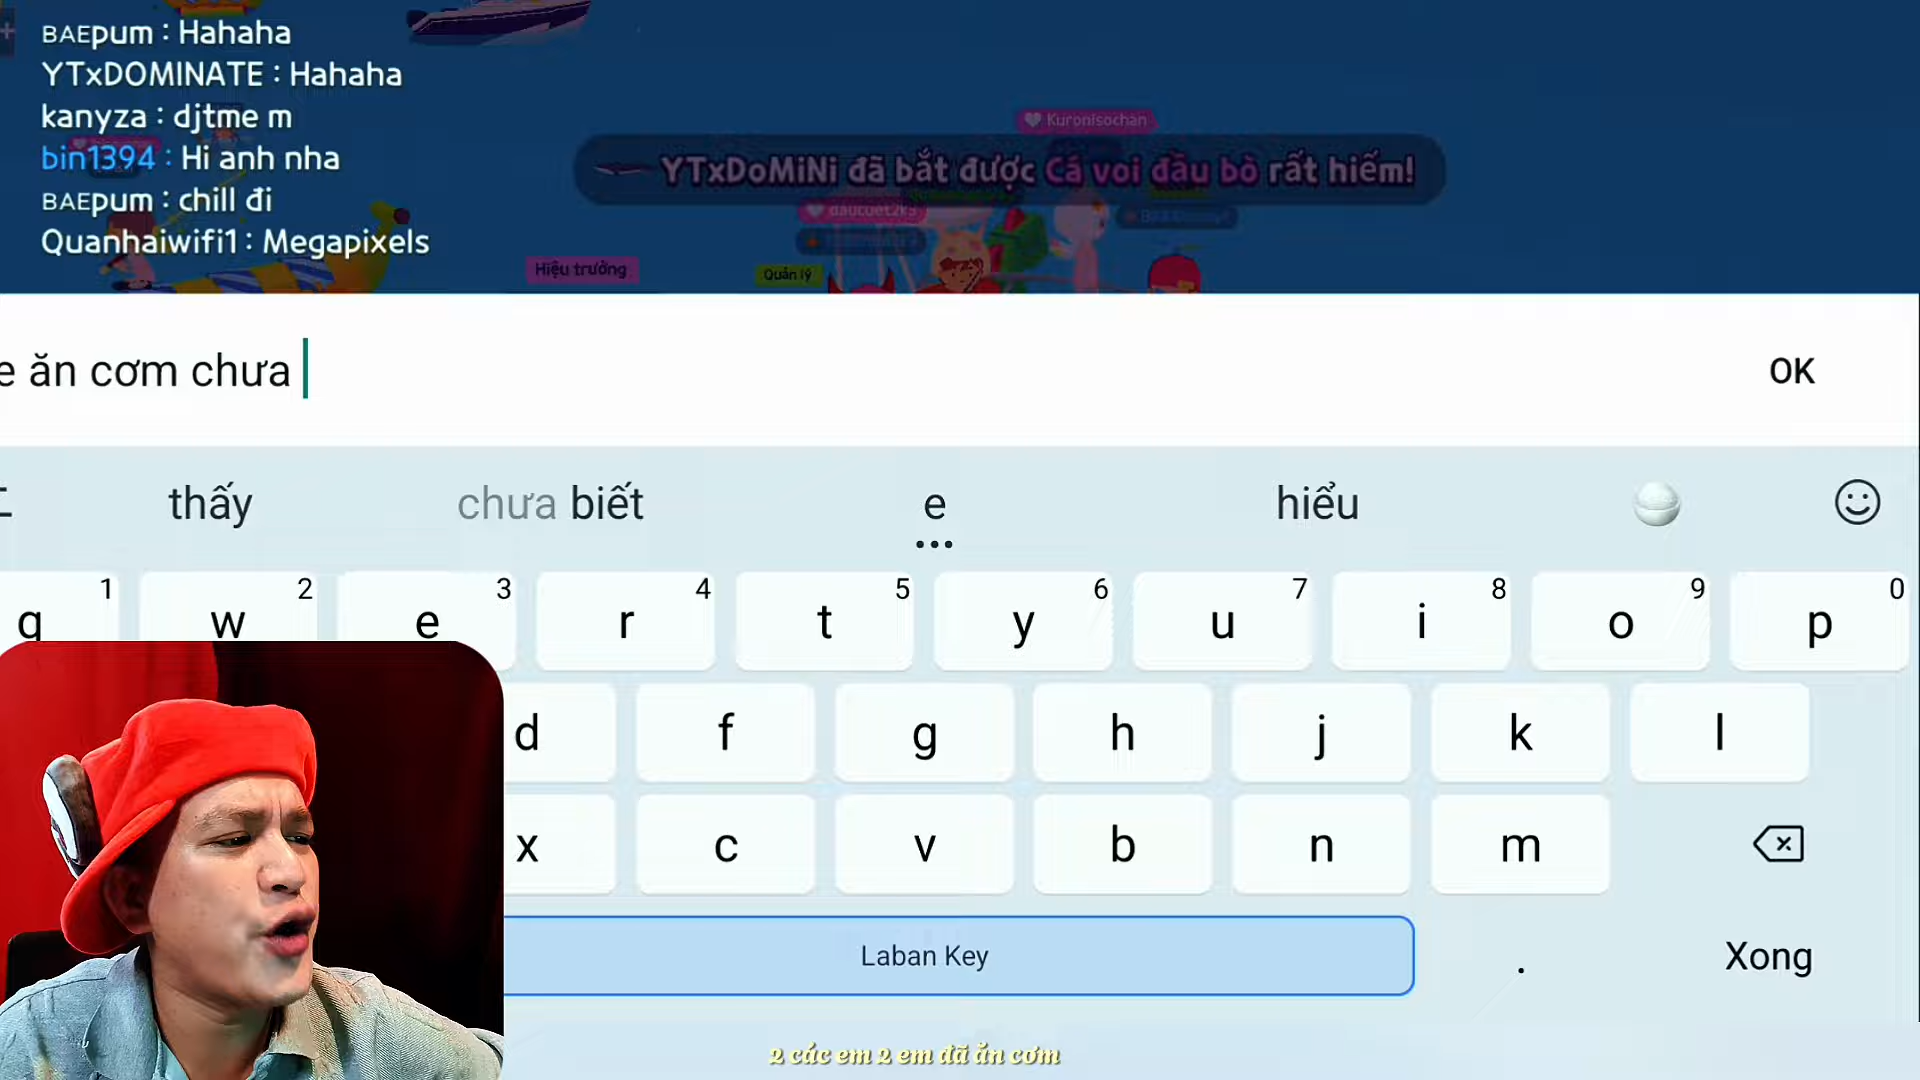 BAEpum : Hahaha
YTxDOMINATE : Hahaha
kanyza : djtme m
bin1394 : Hi anh nha
BAEpum : chill đi
Quanhaiwifi1 : Megapixels
Kuronisochan
YTxDoMiNi đã bắt được Cá voi đầu bò rất hiếm!
daucuet2k3
Hiệu trưởng
Quản lý
e ăn cơm chưa
OK
thấy chưa biết e hiểu
1 2 3 4 5 6 7 8 9 0
q w e r t y u i o p
d f g h j k l
x c v b n m
Laban Key . Xong
2 các em 2 em đã ăn cơm